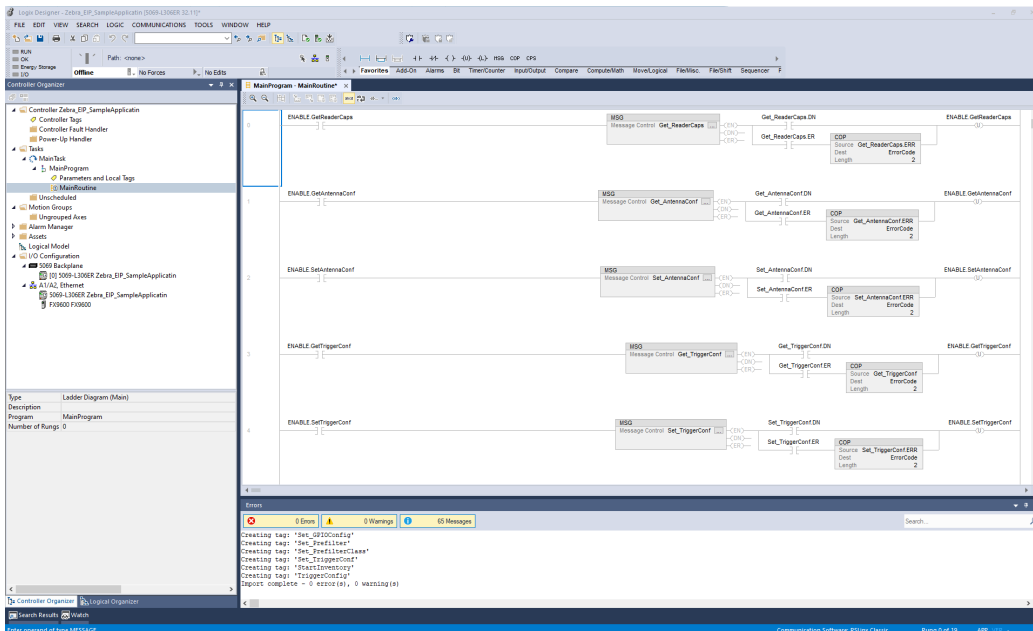 Logix Designer - Zebra_EIP_SampleApplicatin [5069-L306ER 32.11]*
FILE EDIT VIEW SEARCH LOGIC COMMUNICATIONS TOOLS WINDOW HELP
RUN
OK
Energy Storage
I/O
Path: <none>
Offline
No Forces
No Edits
MSG COP CPS
Favorites Add-On Alarms Bit Timer/Counter Input/Output Compare Compute/Math Move/Logical File/Misc. File/Shift Sequencer
Controller Organizer
MainProgram - MainRoutine*
Controller Zebra_EIP_SampleApplicatin
Controller Tags
Controller Fault Handler
Power-Up Handler
Tasks
MainTask
MainProgram
Parameters and Local Tags
MainRoutine
Unscheduled
Motion Groups
Ungrouped Axes
Alarm Manager
Assets
Logical Model
I/O Configuration
5069 Backplane
[0] 5069-L306ER Zebra_EIP_SampleApplicatin
A1/A2, Ethernet
5069-L306ER Zebra_EIP_SampleApplicatin
FX9600 FX9600
Type Ladder Diagram (Main)
Description
Program MainProgram
Number of Rungs 0
Controller Organizer
Logical Organizer
0
ENABLE.GetReaderCaps
MSG
Message Control Get_ReaderCaps ...
(EN)
(DN)
(ER)
Get_ReaderCaps.DN
Get_ReaderCaps.ER
COP
Source Get_ReaderCaps.ERR
Dest ErrorCode
Length 2
ENABLE.GetReaderCaps
(U)
1
ENABLE.GetAntennaConf
MSG
Message Control Get_AntennaConf ...
(EN)
(DN)
(ER)
Get_AntennaConf.DN
Get_AntennaConf.ER
COP
Source Get_AntennaConf.ERR
Dest ErrorCode
Length 2
ENABLE.GetAntennaConf
(U)
2
ENABLE.SetAntennaConf
MSG
Message Control Set_AntennaConf ...
(EN)
(DN)
(ER)
Set_AntennaConf.DN
Set_AntennaConf.ER
COP
Source Set_AntennaConf.ERR
Dest ErrorCode
Length 2
ENABLE.SetAntennaConf
(U)
3
ENABLE.GetTriggerConf
MSG
Message Control Get_TriggerConf ...
(EN)
(DN)
(ER)
Get_TriggerConf.DN
Get_TriggerConf.ER
COP
Source Get_TriggerConf
Dest ErrorCode
Length 2
ENABLE.GetTriggerConf
(U)
4
ENABLE.SetTriggerConf
MSG
Message Control Set_TriggerConf ...
(EN)
(DN)
(ER)
Set_TriggerConf.DN
Set_TriggerConf.ER
COP
Source Set_TriggerConf.ERR
Dest ErrorCode
Length 2
ENABLE.SetTriggerConf
(U)
Errors
0 Errors
0 Warnings
65 Messages
Search...
Creating tag: 'Set_GPIOConfig'
Creating tag: 'Set_Prefilter'
Creating tag: 'Set_PrefilterClass'
Creating tag: 'Set_TriggerConf'
Creating tag: 'StartInventory'
Creating tag: 'TriggerConfig'
Import complete - 0 error(s), 0 warning(s)
Search Results
Watch
Enter operand of type MESSAGE
Communication Software: RSLinx Classic
Rung 0 of 19
APP